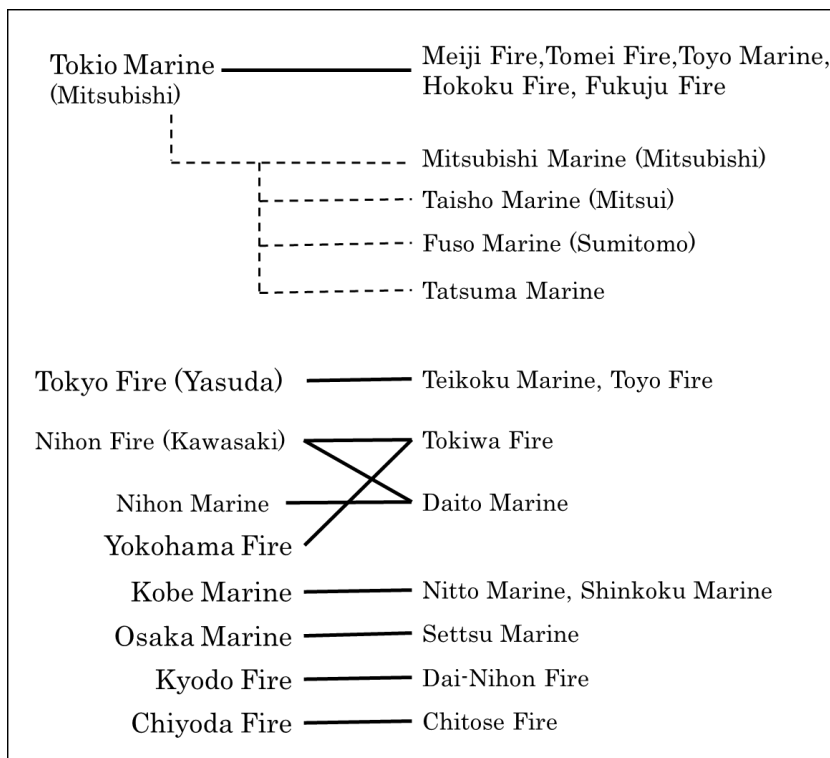 Tokio Marine
(Mitsubishi)
Meiji Fire,Tomei Fire,Toyo Marine,
Hokoku Fire, Fukuju Fire
Mitsubishi Marine (Mitsubishi)
Taisho Marine (Mitsui)
Fuso Marine (Sumitomo)
Tatsuma Marine
Tokyo Fire (Yasuda)
Teikoku Marine, Toyo Fire
Nihon Fire (Kawasaki)
Tokiwa Fire
Nihon Marine
Daito Marine
Yokohama Fire
Kobe Marine
Nitto Marine, Shinkoku Marine
Osaka Marine
Settsu Marine
Kyodo Fire
Dai-Nihon Fire
Chiyoda Fire
Chitose Fire